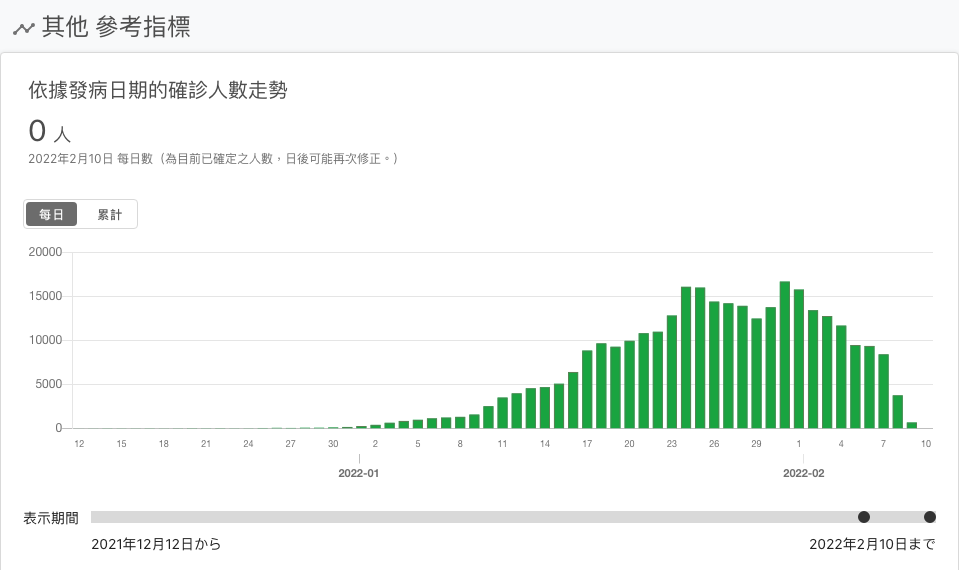 其他 參考指標
依據發病日期的確診人數走勢
0 人
2022年2月10日 每日數（為目前已確定之人數，日後可能再次修正。）
每日 累計
20000
15000
10000
5000
0
12 15 18 21 24 27 30 2 5 8 11 14 17 20 23 26 29 1 4 7 10
2022-01 2022-02
表示期間
2021年12月12日から 2022年2月10日まで